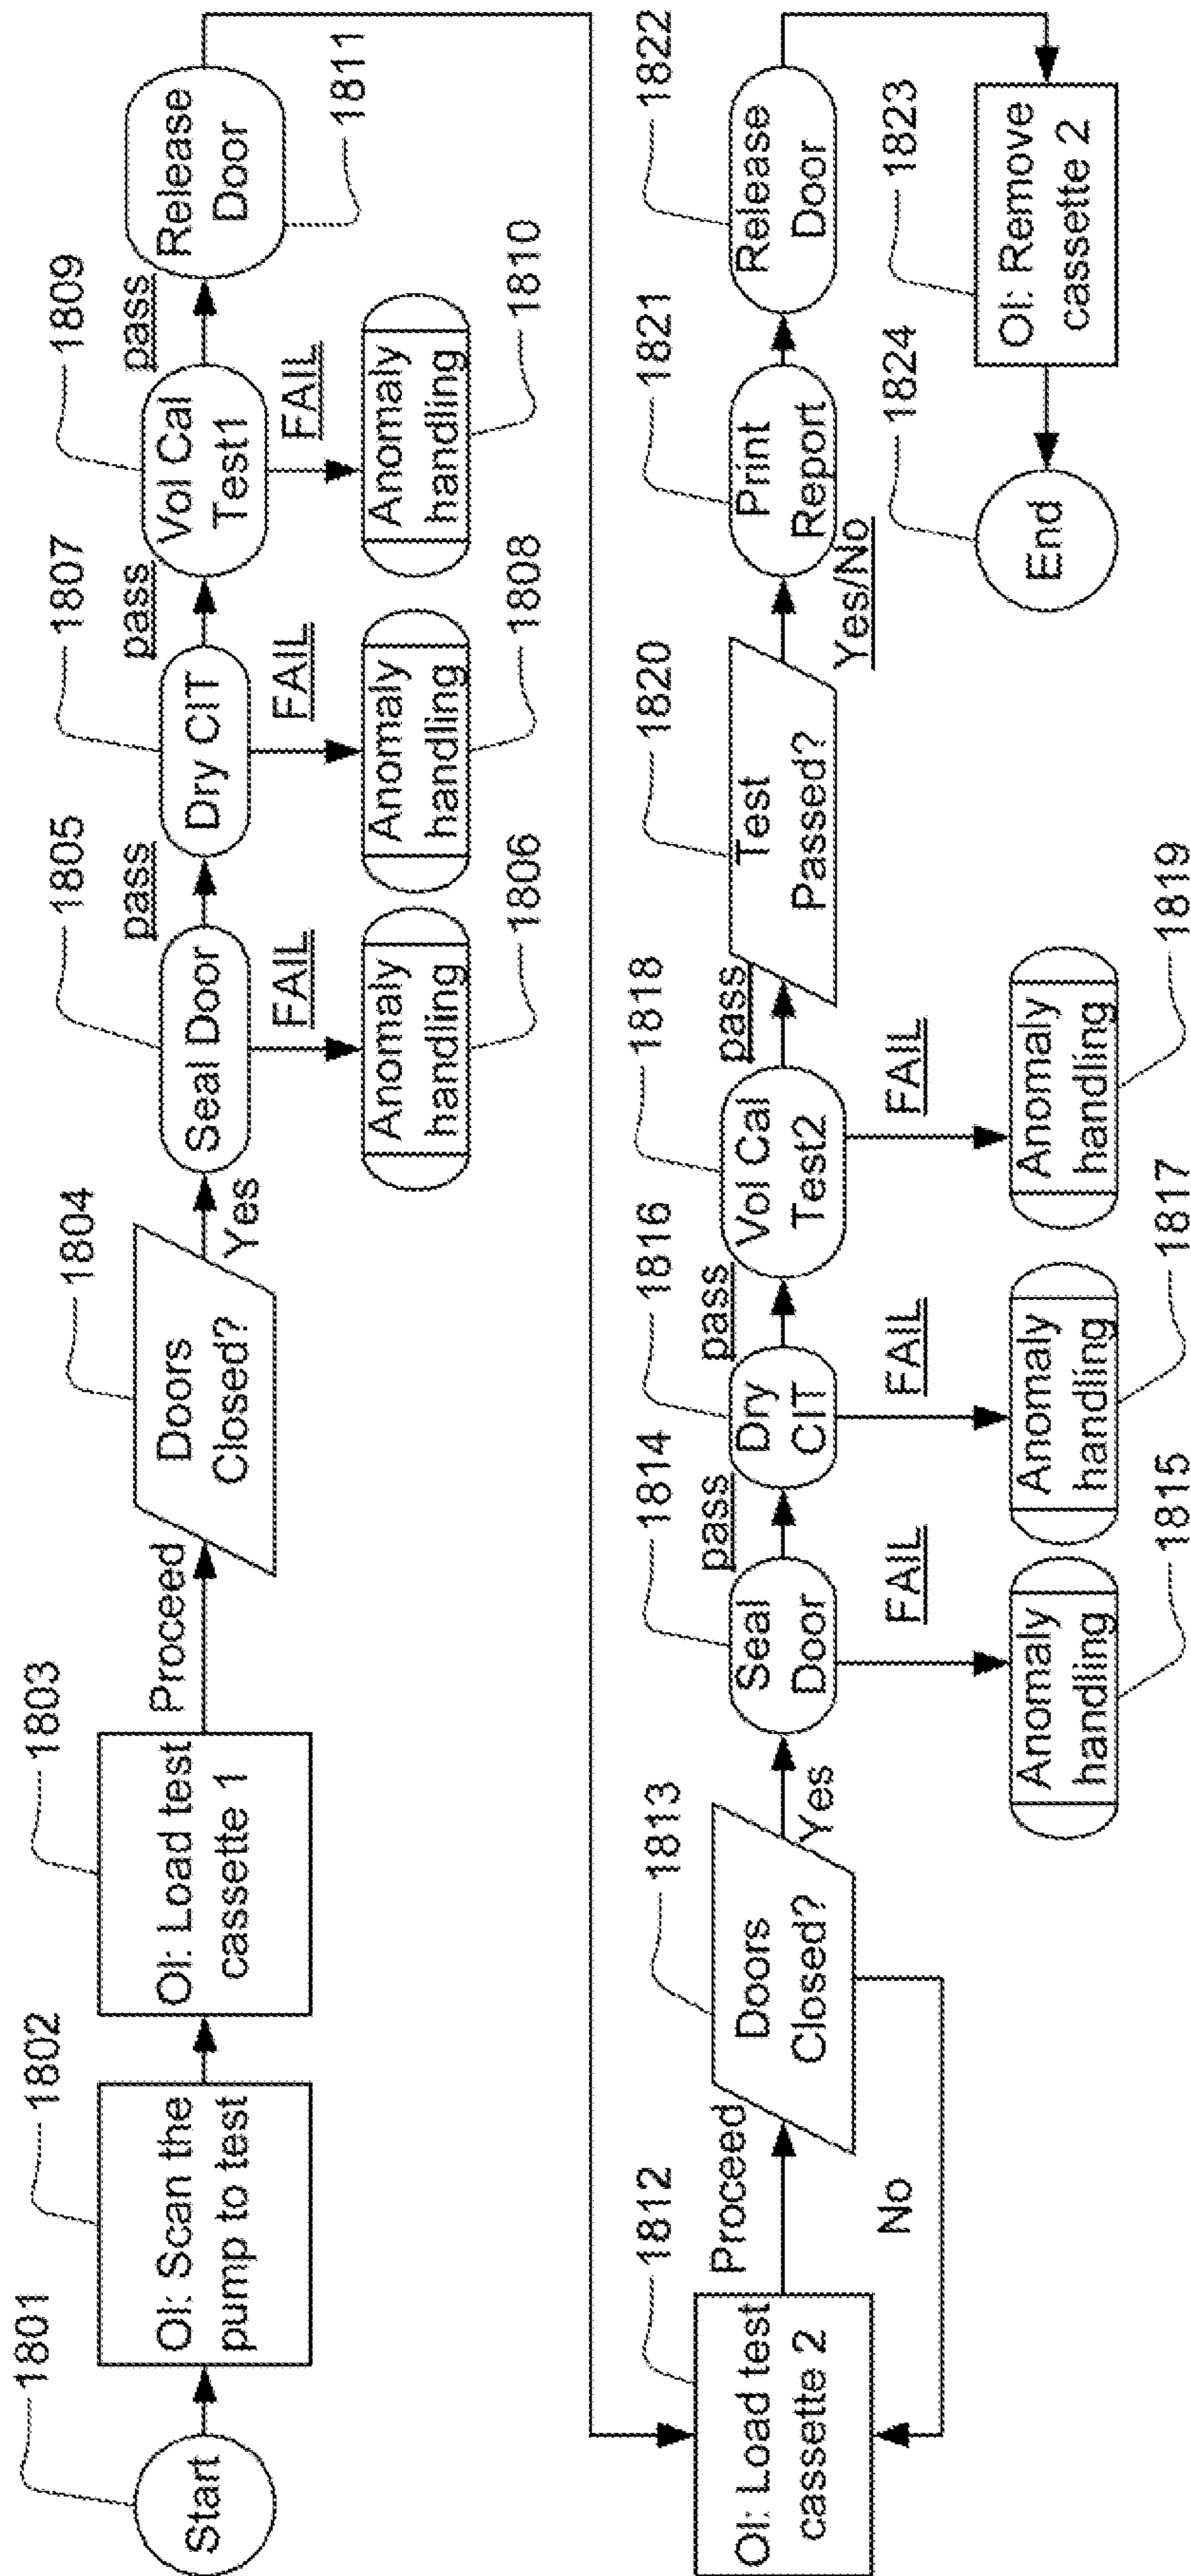 1801
Start
1802
OI: Scan the
pump to test
1803
OI: Load test
cassette 1
Proceed
1804
Doors
Closed?
Yes
1805
Seal Door
pass
FAIL
Anomaly
handling
1806
1807
Dry CIT
pass
FAIL
Anomaly
handling
1808
1809
Vol Cal
Test1
pass
FAIL
Anomaly
handling
1810
Release
Door
1811
1812
OI: Load test
cassette 2
Proceed
1813
Doors
Closed?
No
Yes
1814
Seal
Door
pass
FAIL
Anomaly
handling
1815
1816
Dry
CIT
pass
FAIL
Anomaly
handling
1817
1818
Vol Cal
Test2
pass
FAIL
Anomaly
handling
1819
1820
Test
Passed?
Yes/No
1821
Print
Report
1822
Release
Door
1823
OI: Remove
cassette 2
1824
End